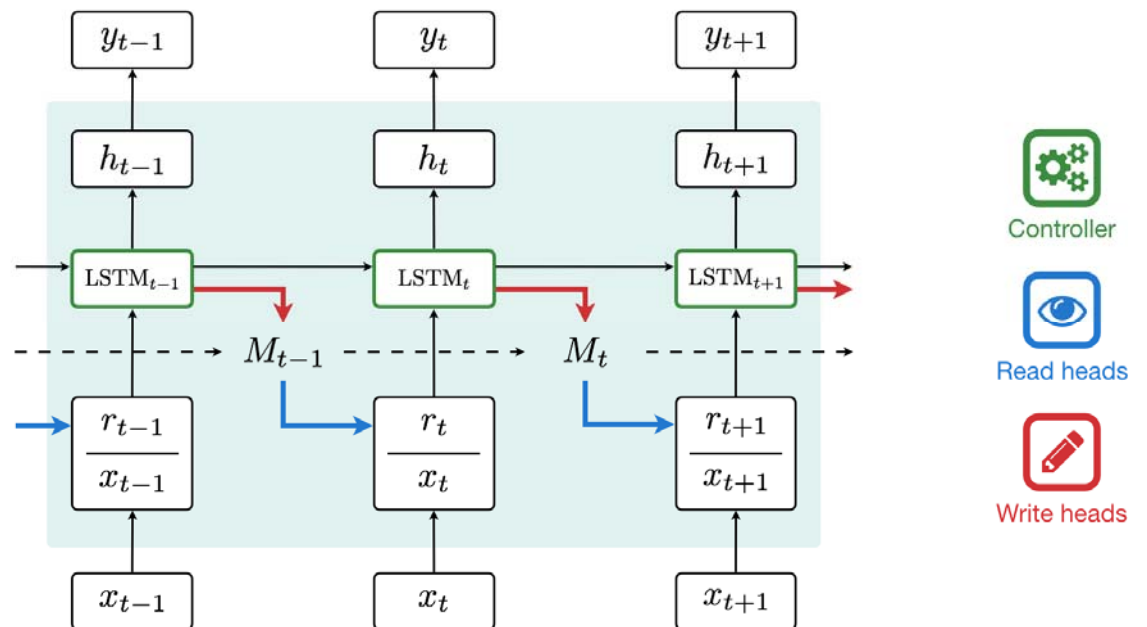 y_{t−1} y_t y_{t+1}
h_{t−1} h_t h_{t+1}
LSTM_{t−1} LSTM_t LSTM_{t+1}
M_{t−1} M_t
r_{t−1} r_t r_{t+1}
x_{t−1} x_t x_{t+1}
x_{t−1} x_t x_{t+1}
Controller
Read heads
Write heads